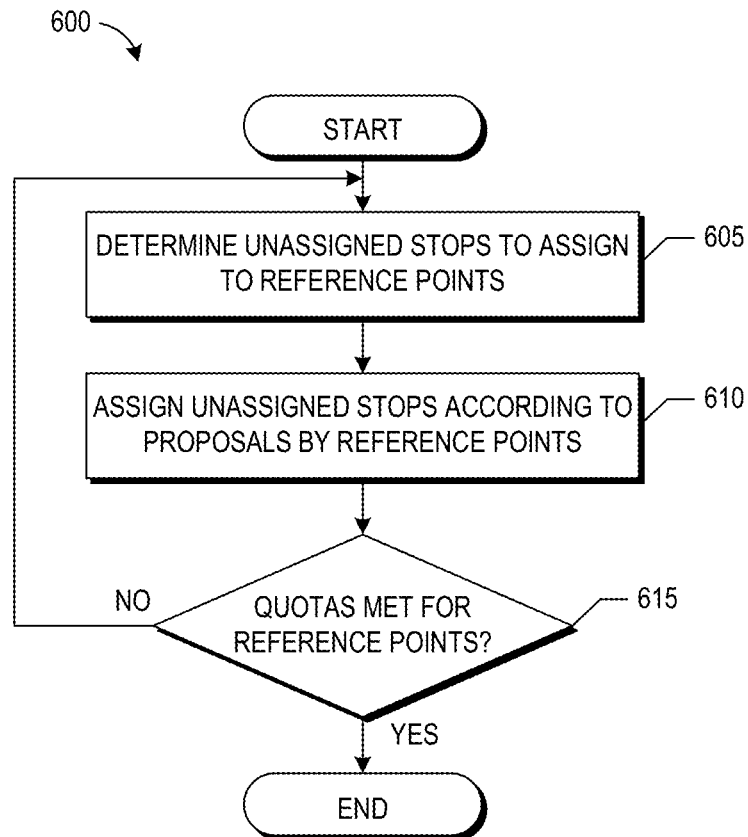 600
START
DETERMINE UNASSIGNED STOPS TO ASSIGN
TO REFERENCE POINTS
605
ASSIGN UNASSIGNED STOPS ACCORDING TO
PROPOSALS BY REFERENCE POINTS
610
NO
QUOTAS MET FOR
REFERENCE POINTS?
615
YES
END